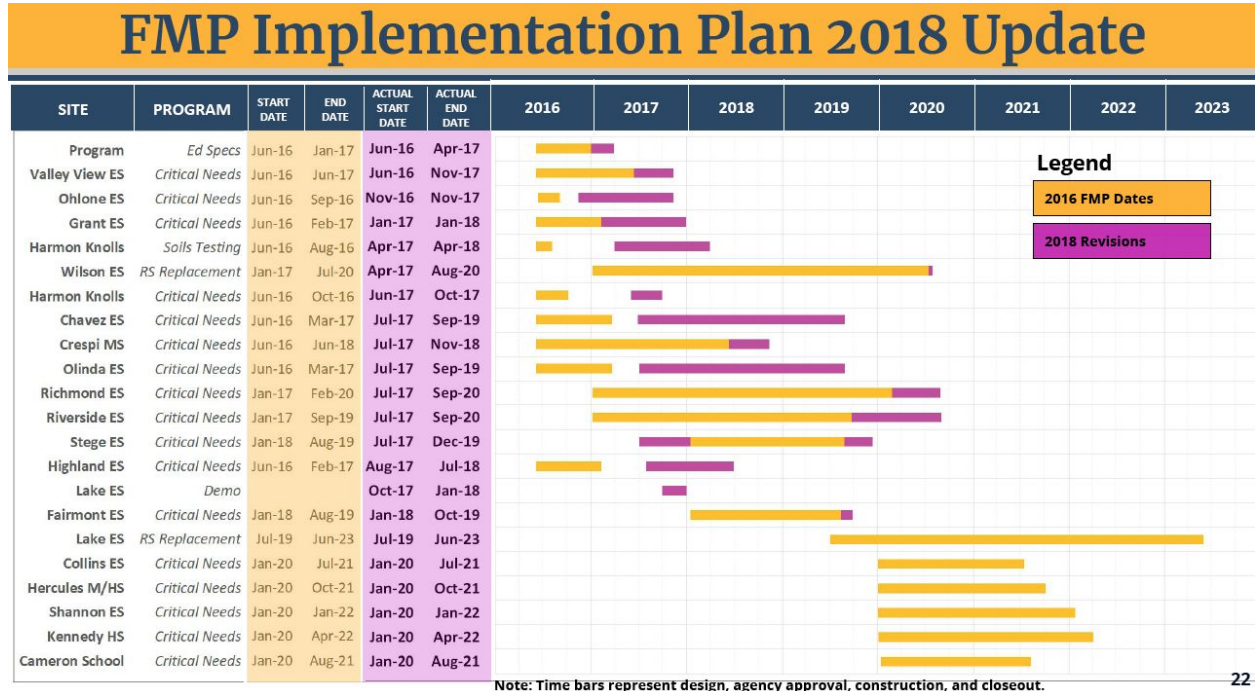 FMP Implementation Plan 2018 Update
SITE PROGRAM START DATE END DATE ACTUAL START DATE ACTUAL END DATE 2016 2017 2018 2019 2020 2021 2022 2023
Program Ed Specs Jun-16 Jan-17 Jun-16 Apr-17
Valley View ES Critical Needs Jun-16 Jun-17 Jun-16 Nov-17
Ohlone ES Critical Needs Jun-16 Sep-16 Nov-16 Nov-17
Grant ES Critical Needs Jun-16 Feb-17 Jan-17 Jan-18
Harmon Knolls Soils Testing Jun-16 Aug-16 Apr-17 Apr-18
Wilson ES RS Replacement Jan-17 Jul-20 Apr-17 Aug-20
Harmon Knolls Critical Needs Jun-16 Oct-16 Jun-17 Oct-17
Chavez ES Critical Needs Jun-16 Mar-17 Jul-17 Sep-19
Crespi MS Critical Needs Jun-16 Jun-18 Jul-17 Nov-18
Olinda ES Critical Needs Jun-16 Mar-17 Jul-17 Sep-19
Richmond ES Critical Needs Jan-17 Feb-20 Jul-17 Sep-20
Riverside ES Critical Needs Jan-17 Sep-19 Jul-17 Sep-20
Stege ES Critical Needs Jan-18 Aug-19 Jul-17 Dec-19
Highland ES Critical Needs Jun-16 Feb-17 Aug-17 Jul-18
Lake ES Demo Oct-17 Jan-18
Fairmont ES Critical Needs Jan-18 Aug-19 Jan-18 Oct-19
Lake ES RS Replacement Jul-19 Jun-23 Jul-19 Jun-23
Collins ES Critical Needs Jan-20 Jul-21 Jan-20 Jul-21
Hercules M/HS Critical Needs Jan-20 Oct-21 Jan-20 Oct-21
Shannon ES Critical Needs Jan-20 Jan-22 Jan-20 Jan-22
Kennedy HS Critical Needs Jan-20 Apr-22 Jan-20 Apr-22
Cameron School Critical Needs Jan-20 Aug-21 Jan-20 Aug-21
Legend
2016 FMP Dates
2018 Revisions
Note: Time bars represent design, agency approval, construction, and closeout.
22